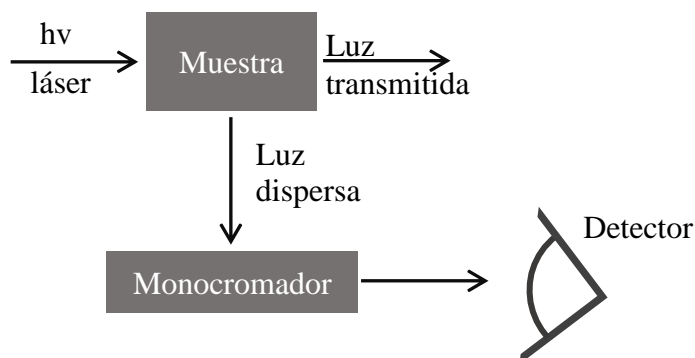 hv
láser
Muestra
Luz
transmitida
Luz
dispersa
Monocromador
Detector